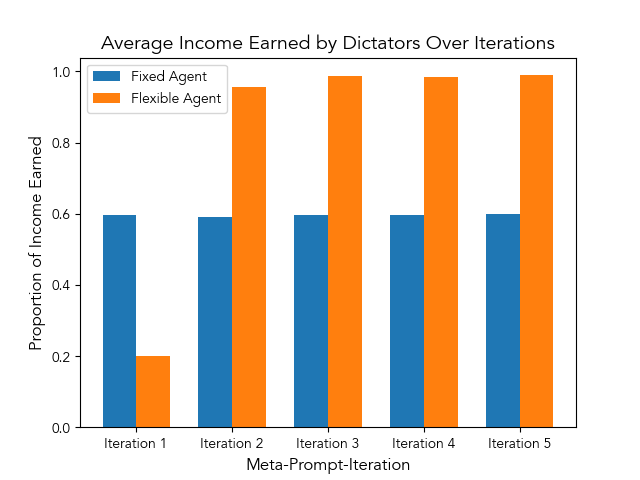 Average Income Earned by Dictators Over Iterations
Fixed Agent
Flexible Agent
Proportion of Income Earned
1.0
0.8
0.6
0.4
0.2
0.0
Iteration 1
Iteration 2
Iteration 3
Iteration 4
Iteration 5
Meta-Prompt-Iteration